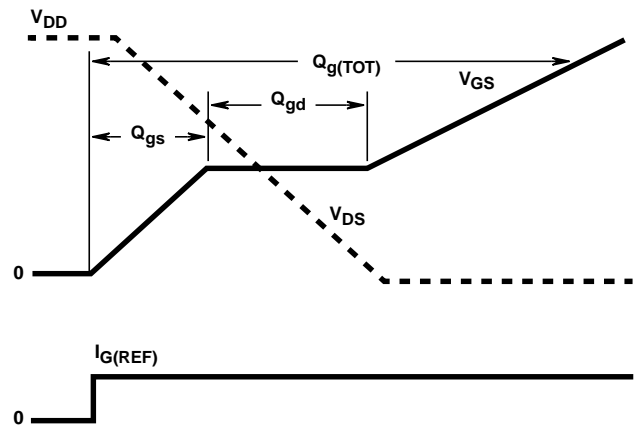 V_DD
Q_g(TOT)
V_GS
Q_gd
Q_gs
V_DS
0
I_G(REF)
0